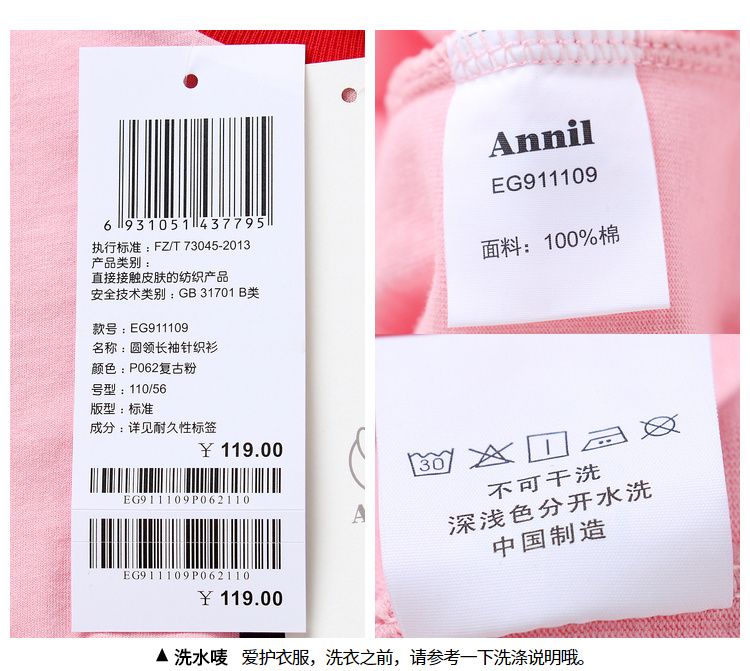 6 931051 437795
执行标准：FZ/T 73045-2013
产品类别：
直接接触皮肤的纺织产品
安全技术类别：GB 31701 B类
款号：EG911109
名称：圆领长袖针织衫
颜色：P062复古粉
号型：110/56
版型：标准
成分：详见耐久性标签
￥ 119.00
EG911109P062110
EG911109P062110
￥ 119.00
Annil
EG911109
面料：100%棉
30
不可干洗
深浅色分开水洗
中国制造
▲ 洗水唛 爱护衣服，洗衣之前，请参考一下洗涤说明哦。